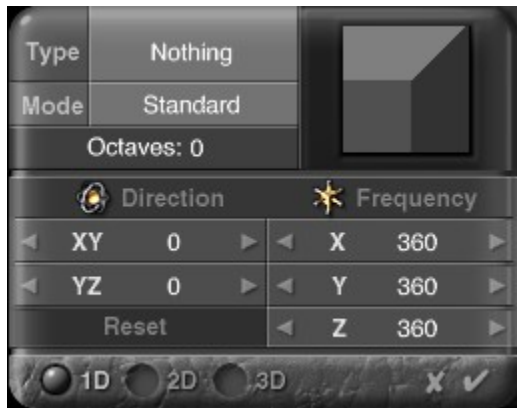 Type Nothing
Mode Standard
Octaves: 0
Direction Frequency
XY 0 X 360
YZ 0 Y 360
Reset Z 360
1D 2D 3D